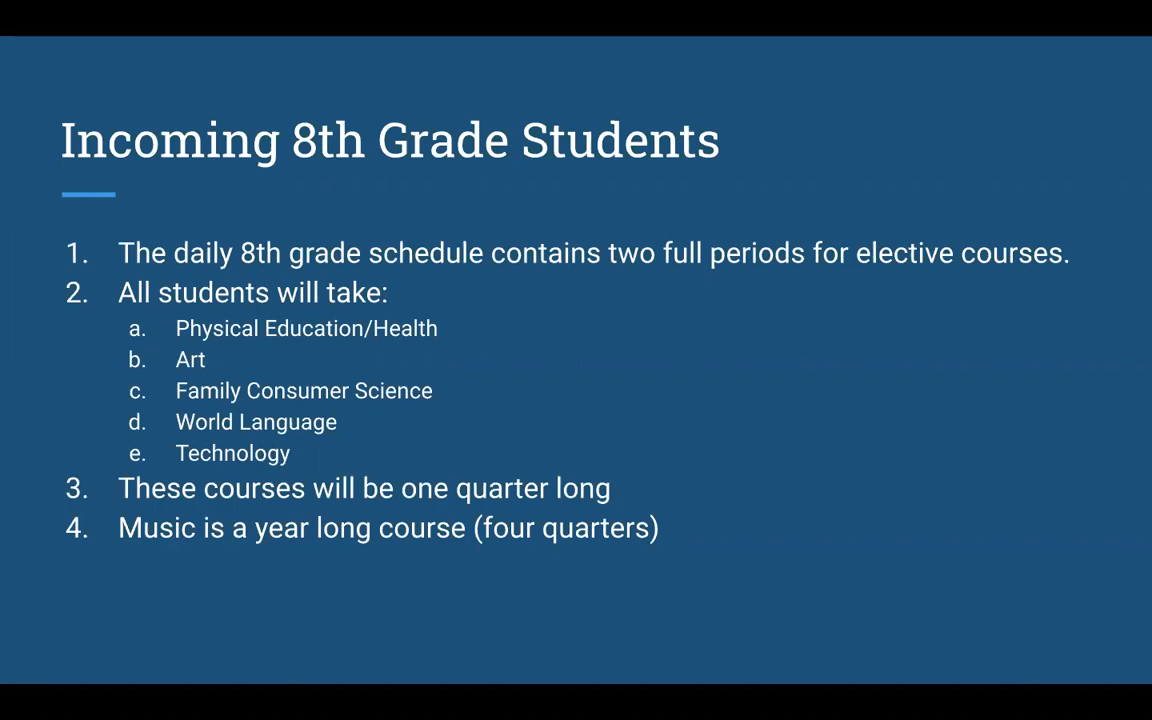 Incoming 8th Grade Students
1. The daily 8th grade schedule contains two full periods for elective courses.
2. All students will take:
a. Physical Education/Health
b. Art
c. Family Consumer Science
d. World Language
e. Technology
3. These courses will be one quarter long
4. Music is a year long course (four quarters)